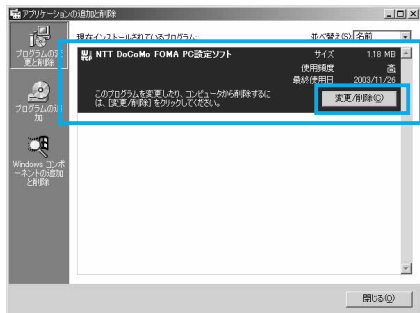 アプリケーションの追加と削除
プログラムの変更と削除
現在インストールされているプログラム:
並べ替え(S): 名前
NTT DoCoMo FOMA PC設定ソフト
サイズ 1.18 MB
使用頻度 高
最終使用日 2003/11/26
このプログラムを変更したり、コンピュータから削除するに
は、[変更/削除] をクリックしてください。
変更/削除(C)
プログラムの追
加
Windows コンポ
ーネントの追加
と削除
閉じる(O)